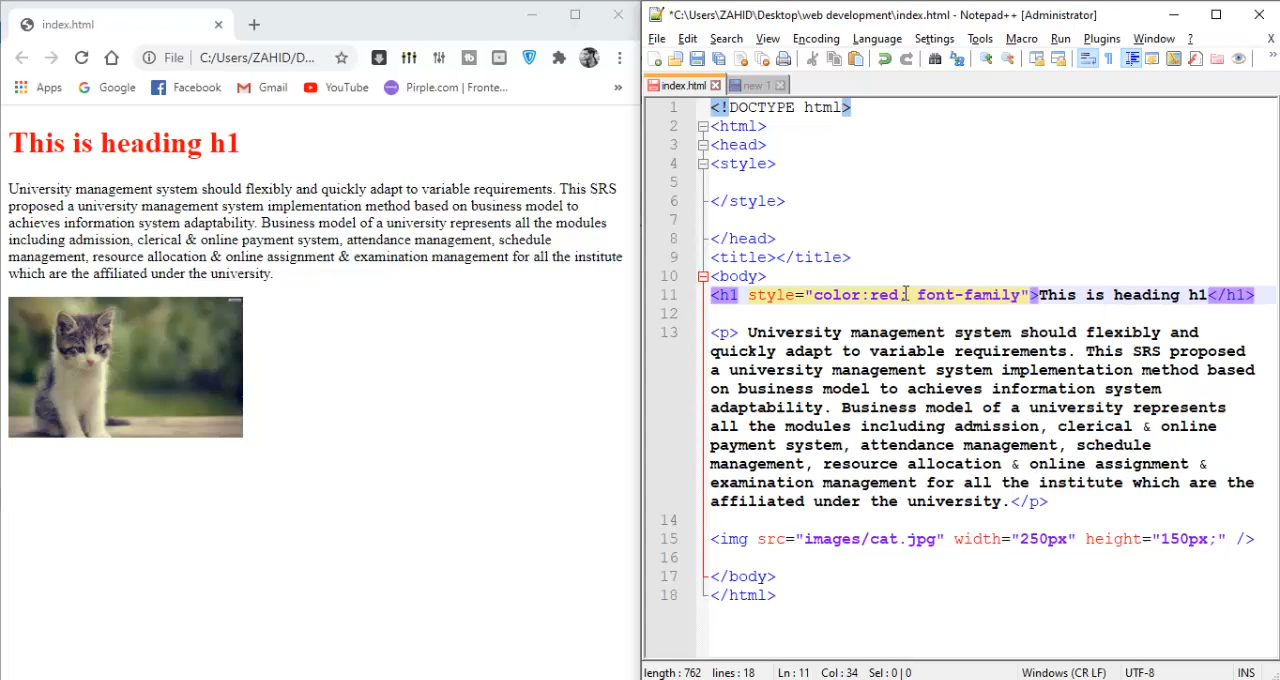 index.html
File C:/Users/ZAHID/D...
Apps Google Facebook Gmail YouTube Pirple.com (Fronte... »
This is heading h1
University management system should flexibly and quickly adapt to variable requirements. This SRS
proposed a university management system implementation method based on business model to
achieves information system adaptability. Business model of a university represents all the modules
including admission, clerical & online payment system, attendance management, schedule
management, resource allocation & online assignment & examination management for all the institute
which are the affiliated under the university.
*C:\Users\ZAHID\Desktop\web development\index.html - Notepad++ [Administrator]
File Edit Search View Encoding Language Settings Tools Macro Run Plugins Window ? X
index.html new 1
1 <!DOCTYPE html>
2 <html>
3 <head>
4 <style>
5
6 </style>
7
8 </head>
9 <title></title>
10 <body>
11 <h1 style="color:red; font-family">This is heading h1</h1>
12
13 <p> University management system should flexibly and
quickly adapt to variable requirements. This SRS proposed
a university management system implementation method based
on business model to achieves information system
adaptability. Business model of a university represents
all the modules including admission, clerical & online
payment system, attendance management, schedule
management, resource allocation & online assignment &
examination management for all the institute which are the
affiliated under the university.</p>
14
15 <img src="images/cat.jpg" width="250px" height="150px;" />
16
17 </body>
18 </html>
length : 762 lines : 18 Ln : 11 Col : 34 Sel : 0 | 0 Windows (CR LF) UTF-8 INS